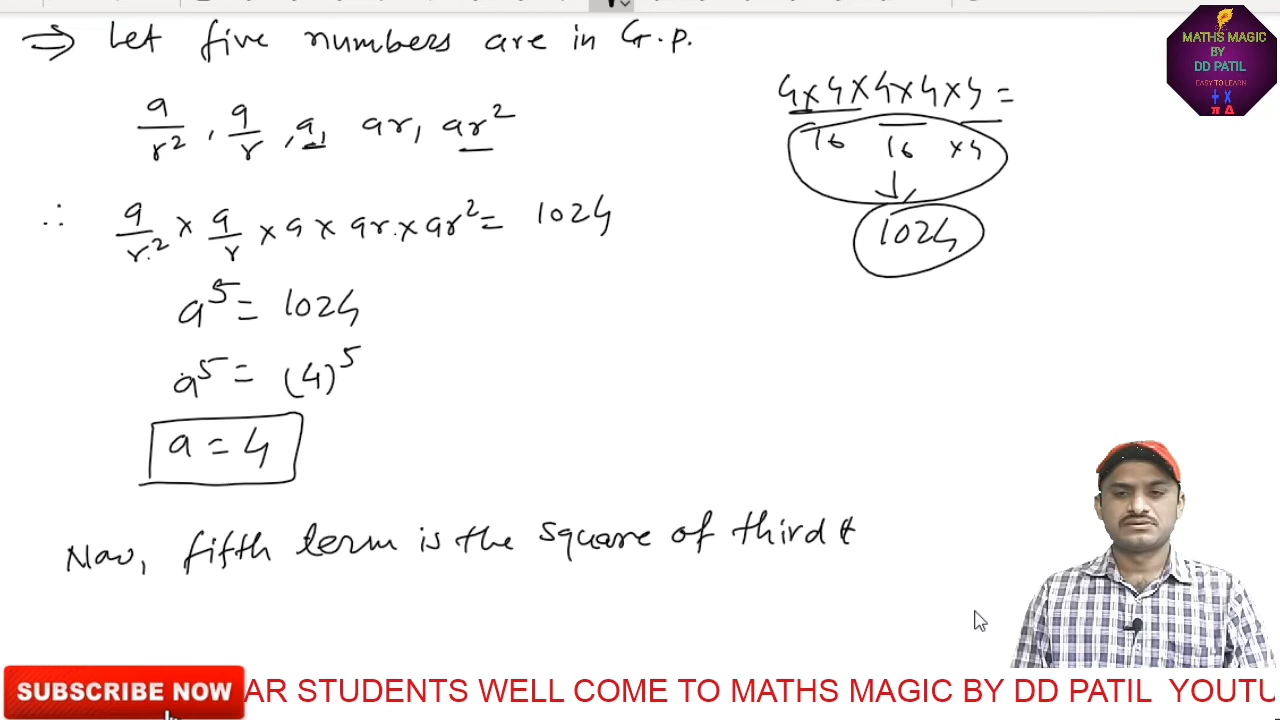 ⇒ Let five numbers are in G.P.
a/r², a/r, a, ar, ar²
∴ a/r² × a/r × a × ar × ar² = 1024
a⁵ = 1024
a⁵ = (4)⁵
a = 4
Now, fifth term is the square of third t
4×4×4×4×4 =
16 16 ×4
1024
MATHS MAGIC
BY
DD PATIL
EASY TO LEARN
+ X
π Δ
SUBSCRIBE NOW
AR STUDENTS WELL COME TO MATHS MAGIC BY DD PATIL YOUTU